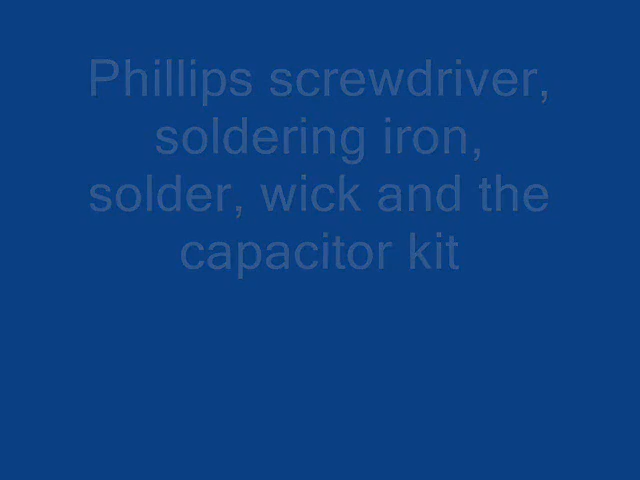 Phillips screwdriver,
soldering iron,
solder, wick and the
capacitor kit